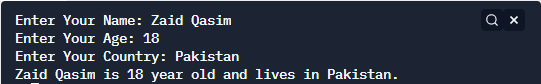 Enter Your Name: Zaid Qasim
Enter Your Age: 18
Enter Your Country: Pakistan
Zaid Qasim is 18 year old and lives in Pakistan.